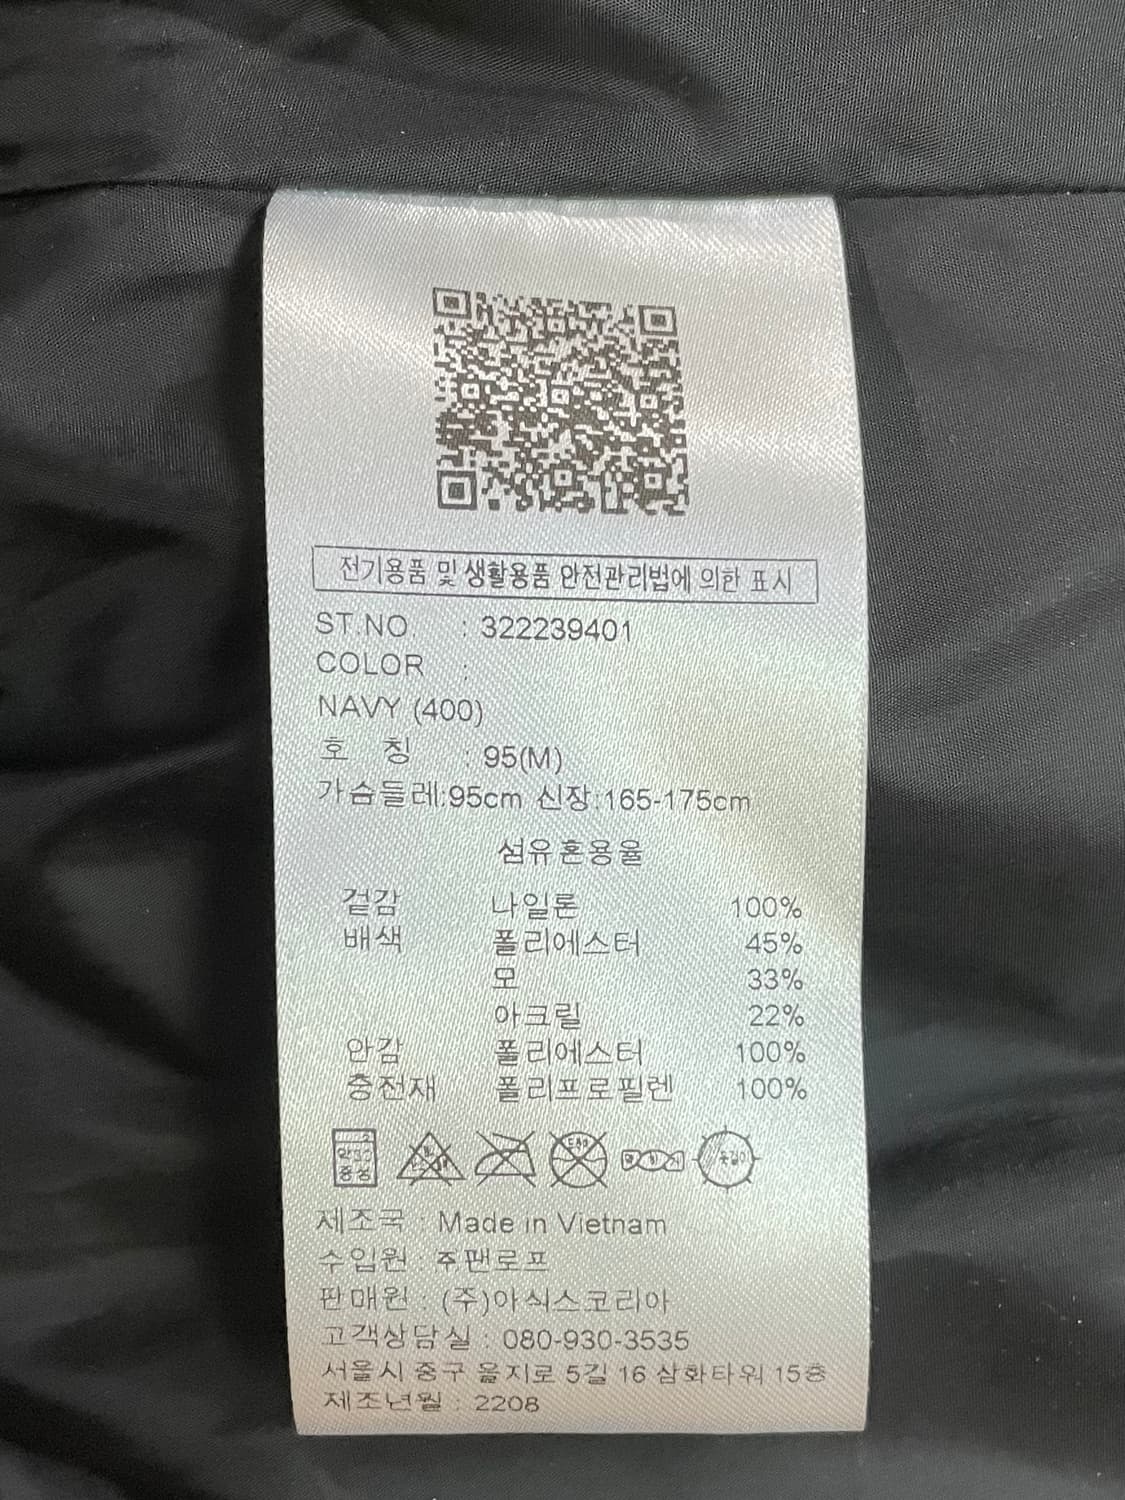 전기용품 및 생활용품 안전관리법에 의한 표시
ST.NO. : 322239401
COLOR :
NAVY (400)
호 칭 : 95(M)
가슴둘레:95cm 신장:165-175cm
섬유혼용율
겉감 나일론 100%
배색 폴리에스터 45%
모 33%
아크릴 22%
안감 폴리에스터 100%
충전재 폴리프로필렌 100%
약30
중성
제조국 : Made in Vietnam
수입원 : 주팬로프
판매원 : (주)아식스코리아
고객상담실 : 080-930-3535
서울시 중구 을지로 5길 16 삼화타워 15층
제조년월 : 2208